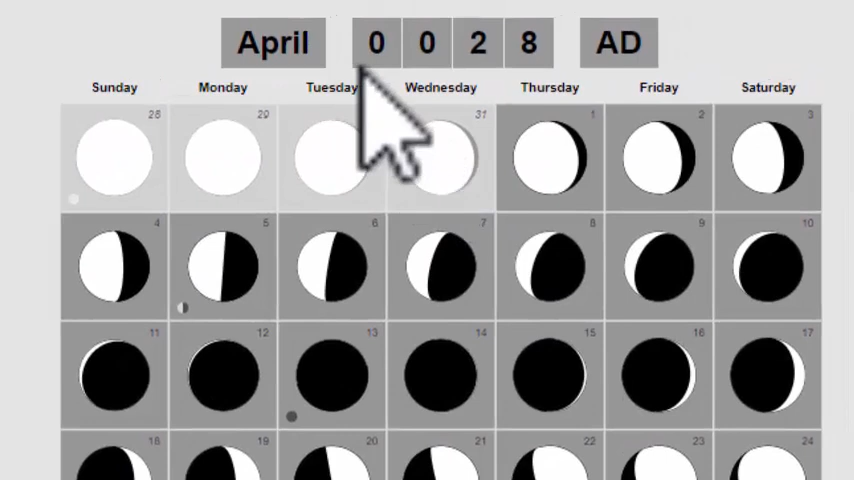 April 0 0 2 8 AD
Sunday Monday Tuesday Wednesday Thursday Friday Saturday
28 29 31 1 2 3
4 5 6 7 8 9 10
11 12 13 14 15 16 17
18 19 20 21 22 23 24